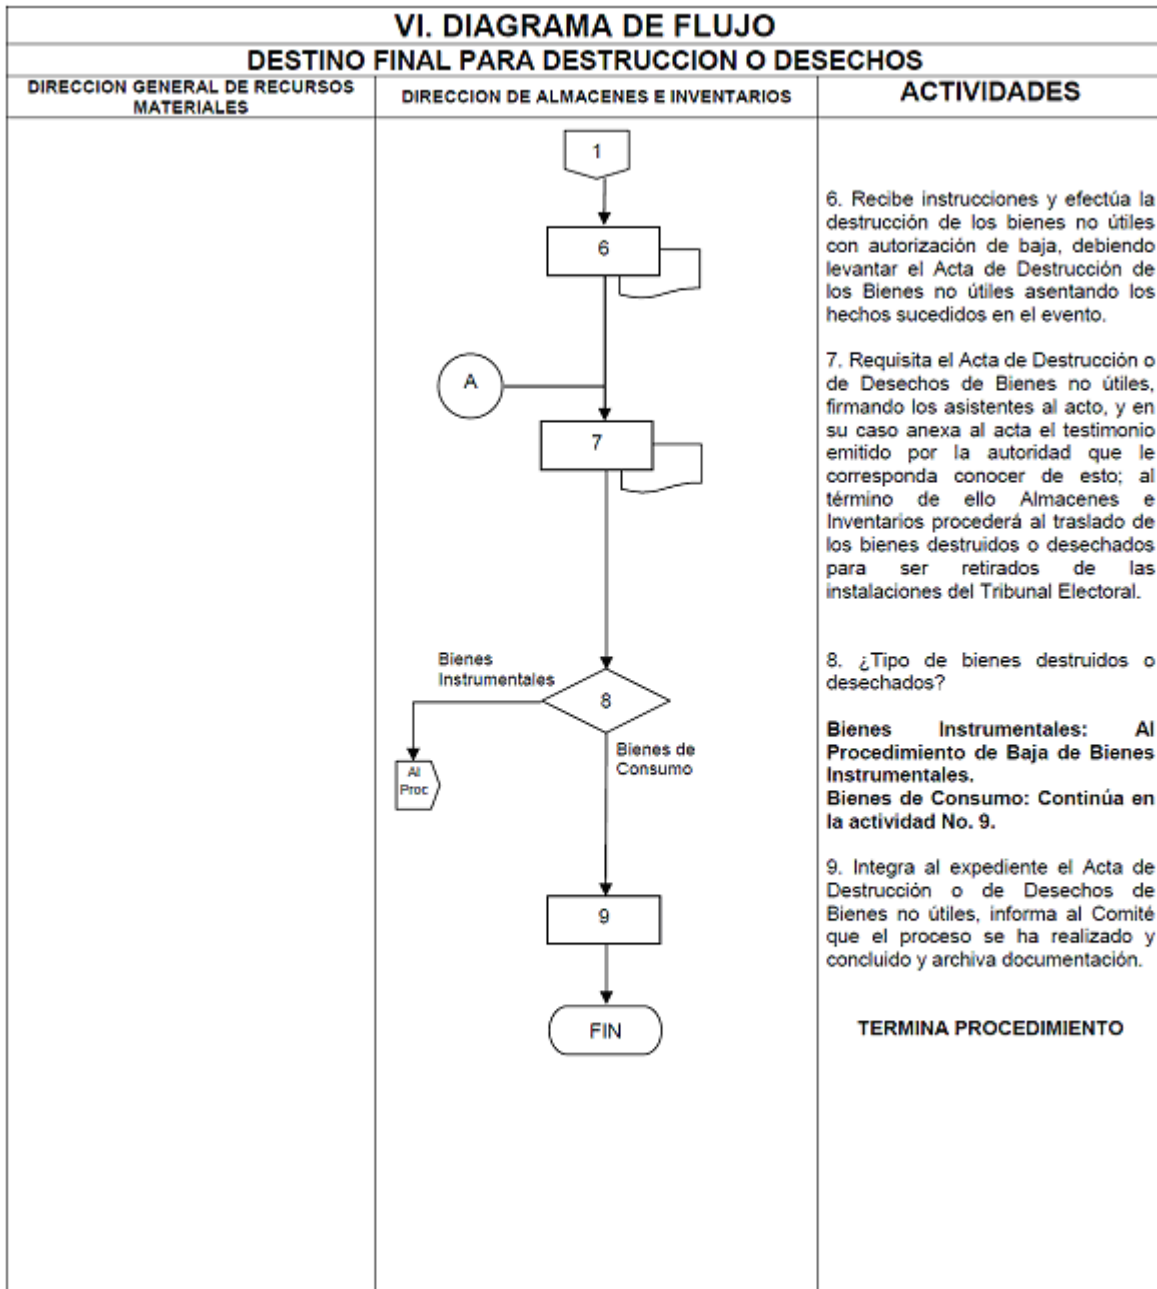 VI. DIAGRAMA DE FLUJO
DESTINO FINAL PARA DESTRUCCION O DESECHOS
DIRECCION GENERAL DE RECURSOS
MATERIALES
DIRECCION DE ALMACENES E INVENTARIOS
ACTIVIDADES
1
6
A
7
Bienes
Instrumentales
8
Al
Proc
Bienes de
Consumo
9
FIN
6. Recibe instrucciones y efectúa la
destrucción de los bienes no útiles
con autorización de baja, debiendo
levantar el Acta de Destrucción de
los Bienes no útiles asentando los
hechos sucedidos en el evento.
7. Requisita el Acta de Destrucción o
de Desechos de Bienes no útiles,
firmando los asistentes al acto, y en
su caso anexa al acta el testimonio
emitido por la autoridad que le
corresponda conocer de esto; al
término de ello Almacenes e
Inventarios procederá al traslado de
los bienes destruidos o desechados
para ser retirados de las
instalaciones del Tribunal Electoral.
8. ¿Tipo de bienes destruidos o
desechados?
Bienes Instrumentales: Al
Procedimiento de Baja de Bienes
Instrumentales.
Bienes de Consumo: Continúa en
la actividad No. 9.
9. Integra al expediente el Acta de
Destrucción o de Desechos de
Bienes no útiles, informa al Comité
que el proceso se ha realizado y
concluido y archiva documentación.
TERMINA PROCEDIMIENTO